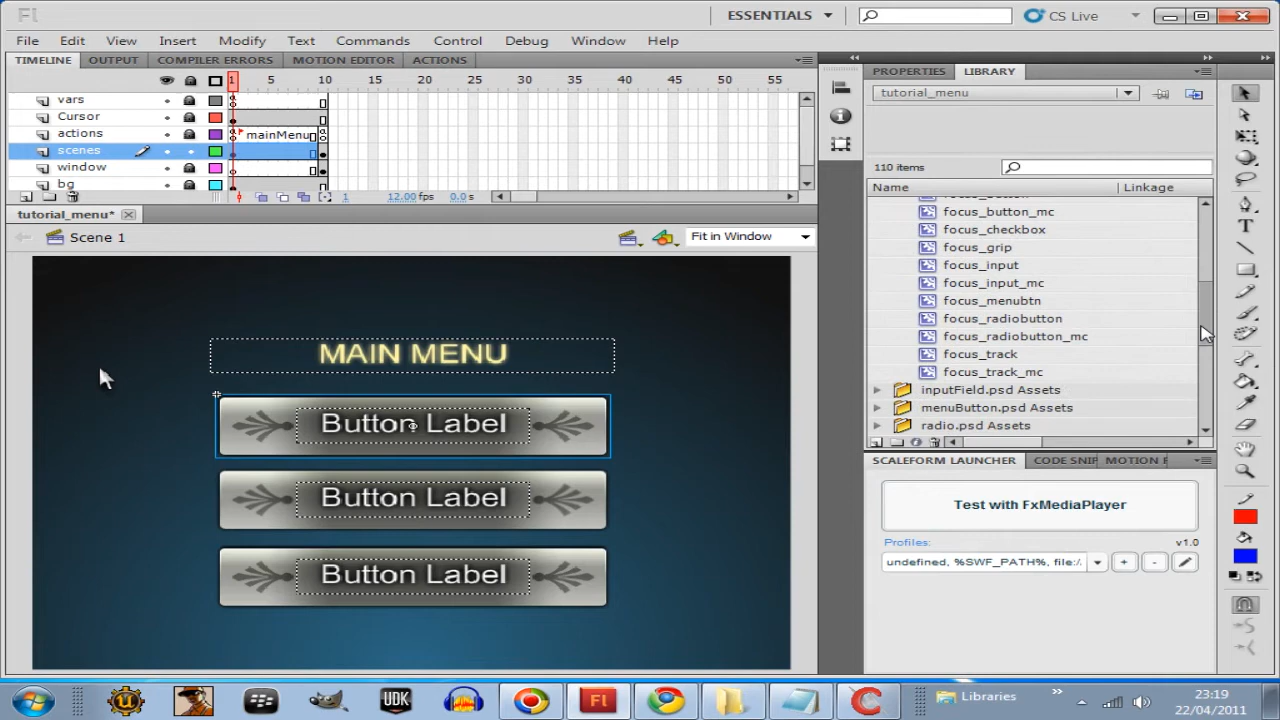 Fl
ESSENTIALS
CS Live
File Edit View Insert Modify Text Commands Control Debug Window Help
TIMELINE OUTPUT COMPILER ERRORS MOTION EDITOR ACTIONS
1 5 10 15 20 25 30 35 40 45 50 55
vars
Cursor
actions mainMenu
scenes
window
bg
1 12.00 fps 0.0 s
tutorial_menu*
Scene 1 Fit in Window
MAIN MENU
Button Label
Button Label
Button Label
PROPERTIES LIBRARY
tutorial_menu
110 items
Name Linkage
focus_button_mc
focus_checkbox
focus_grip
focus_input
focus_input_mc
focus_menubtn
focus_radiobutton
focus_radiobutton_mc
focus_track
focus_track_mc
inputField.psd Assets
menuButton.psd Assets
radio.psd Assets
SCALEFORM LAUNCHER CODE SNIP MOTION
Test with FxMediaPlayer
Profiles: v1.0
undefined, %SWF_PATH%, file:/
UDK
Fl
Libraries
23:19
22/04/2011